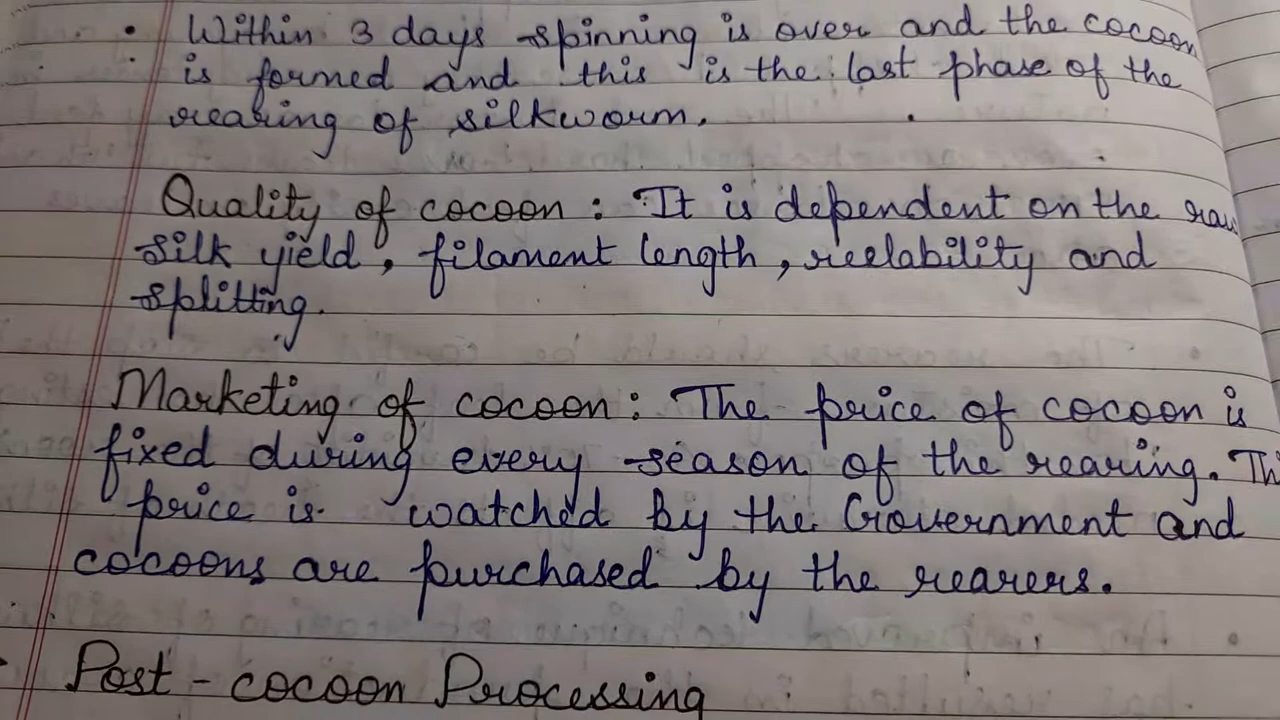 • Within 3 days spinning is over and the cocoon
is formed and this is the last phase of the
rearing of silkworm.
Quality of cocoon : It is dependent on the raw
silk yield, filament length, reelability and
splitting.
Marketing of cocoon : The price of cocoon is
fixed during every season of the rearing. Th
price is watched by the Government and
cocoons are purchased by the rearers.
Post - cocoon Processing